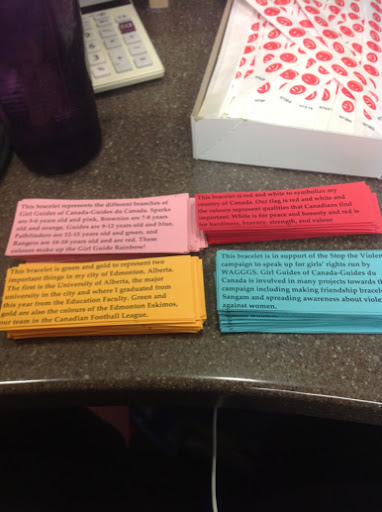 This bracelet represents the different branches of
Girl Guides of Canada-Guides du Canada. Sparks
are 5-6 years old and pink, Brownies are 7-8 years
old and orange, Guides are 9-12 years old and blue,
Pathfinders are 12-15 years old and green, and
Rangers are 16-18 years old and are red. These
colours make up the Girl Guide Rainbow!
This bracelet is red and white to symbolize my
country of Canada. Our flag is red and white and
the colours represent qualities that Canadians find
important. White is for peace and honesty and red is
for hardiness, bravery, strength, and valour
This bracelet is green and gold to represent two
important things in my city of Edmonton, Alberta.
The first is the University of Alberta, the major
university in the city and where I graduated from
this year from the Education Faculty. Green and
gold are also the colours of the Edmonton Eskimos,
our team in the Canadian Football League.
This bracelet is in support of the Stop the Violen
campaign to speak up for girls' rights run by
WAGGGS. Girl Guides of Canada-Guides du
Canada is involved in many projects towards th
campaign including making friendship bracel
Sangam and spreading awareness about viole
against women.